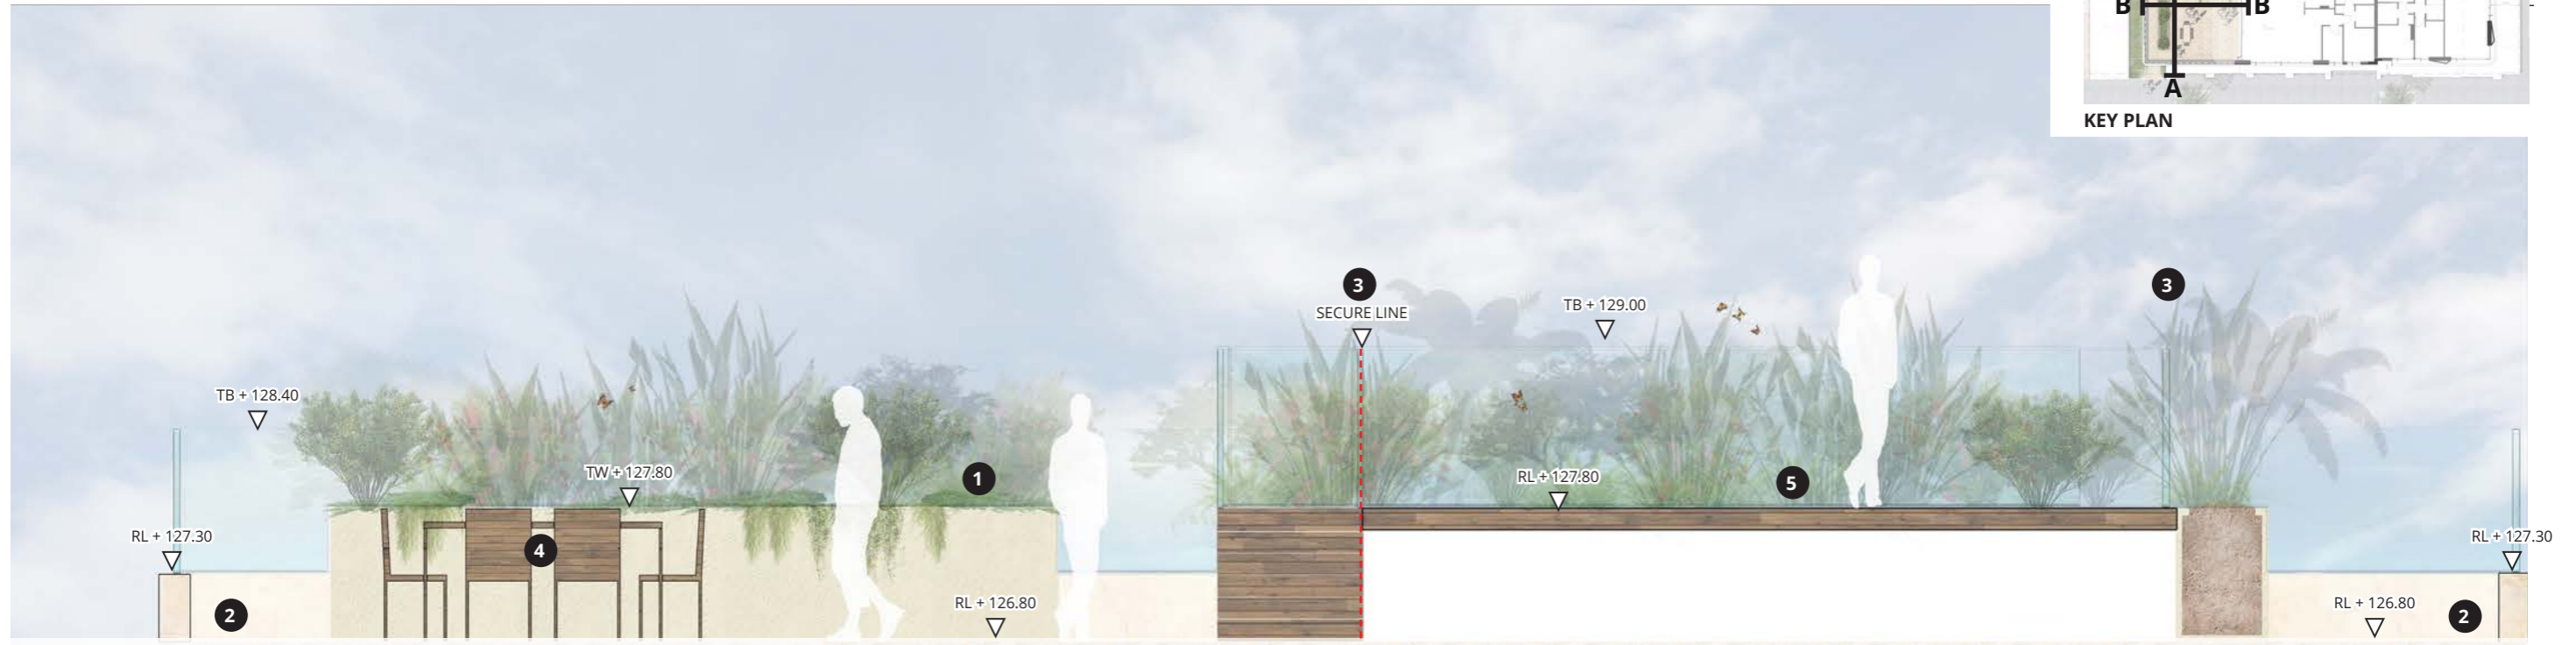 B
B
A
KEY PLAN
3
3
SECURE LINE
TB + 129.00
TB + 128.40
TW + 127.80
1
RL + 127.80
5
RL + 127.30
4
RL + 127.30
2
RL + 126.80
RL + 126.80
2